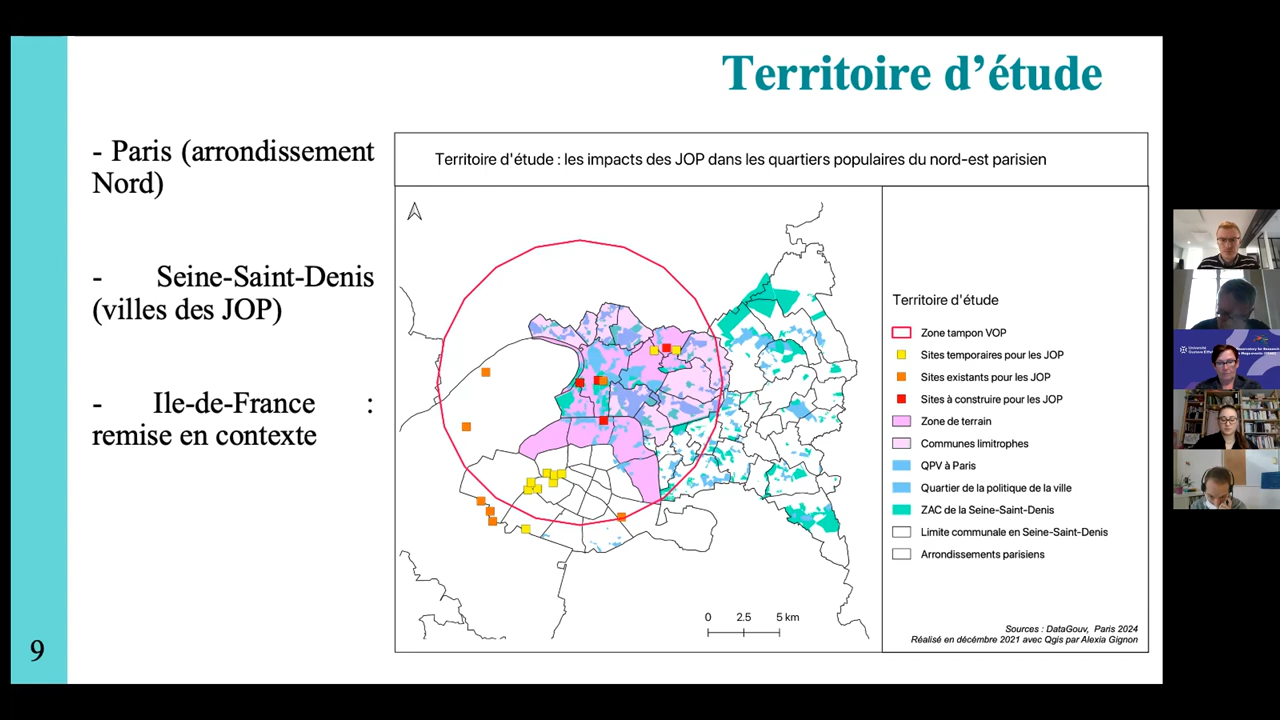 Territoire d’étude
- Paris (arrondissement
Nord)
- Seine-Saint-Denis
(villes des JOP)
- Ile-de-France :
remise en contexte
9
Territoire d'étude : les impacts des JOP dans les quartiers populaires du nord-est parisien
Territoire d'étude
Zone tampon VOP
Sites temporaires pour les JOP
Sites existants pour les JOP
Sites à construire pour les JOP
Zone de terrain
Communes limitrophes
QPV à Paris
Quartier de la politique de la ville
ZAC de la Seine-Saint-Denis
Limite communale en Seine-Saint-Denis
Arrondissements parisiens
0 2.5 5 km
Sources : DataGouv, Paris 2024
Réalisé en décémbre 2021 avec Qgis par Alexia Gignon